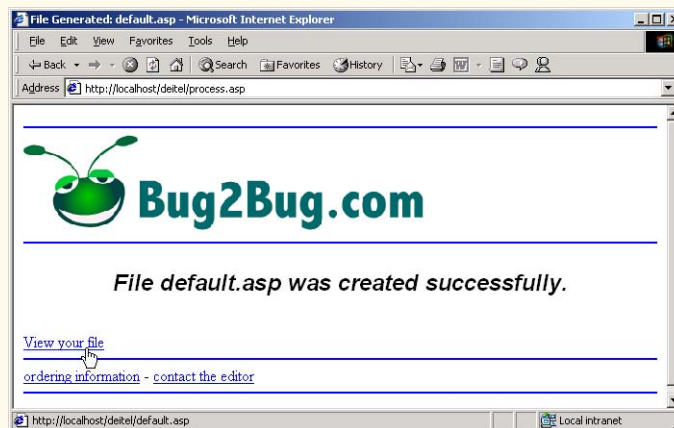 File Generated: default.asp - Microsoft Internet Explorer
File Edit View Favorites Tools Help
Back Search Favorites History
Address http://localhost/deitel/process.asp
Bug2Bug.com
File default.asp was created successfully.
View your file
ordering information - contact the editor
http://localhost/deitel/default.asp Local intranet